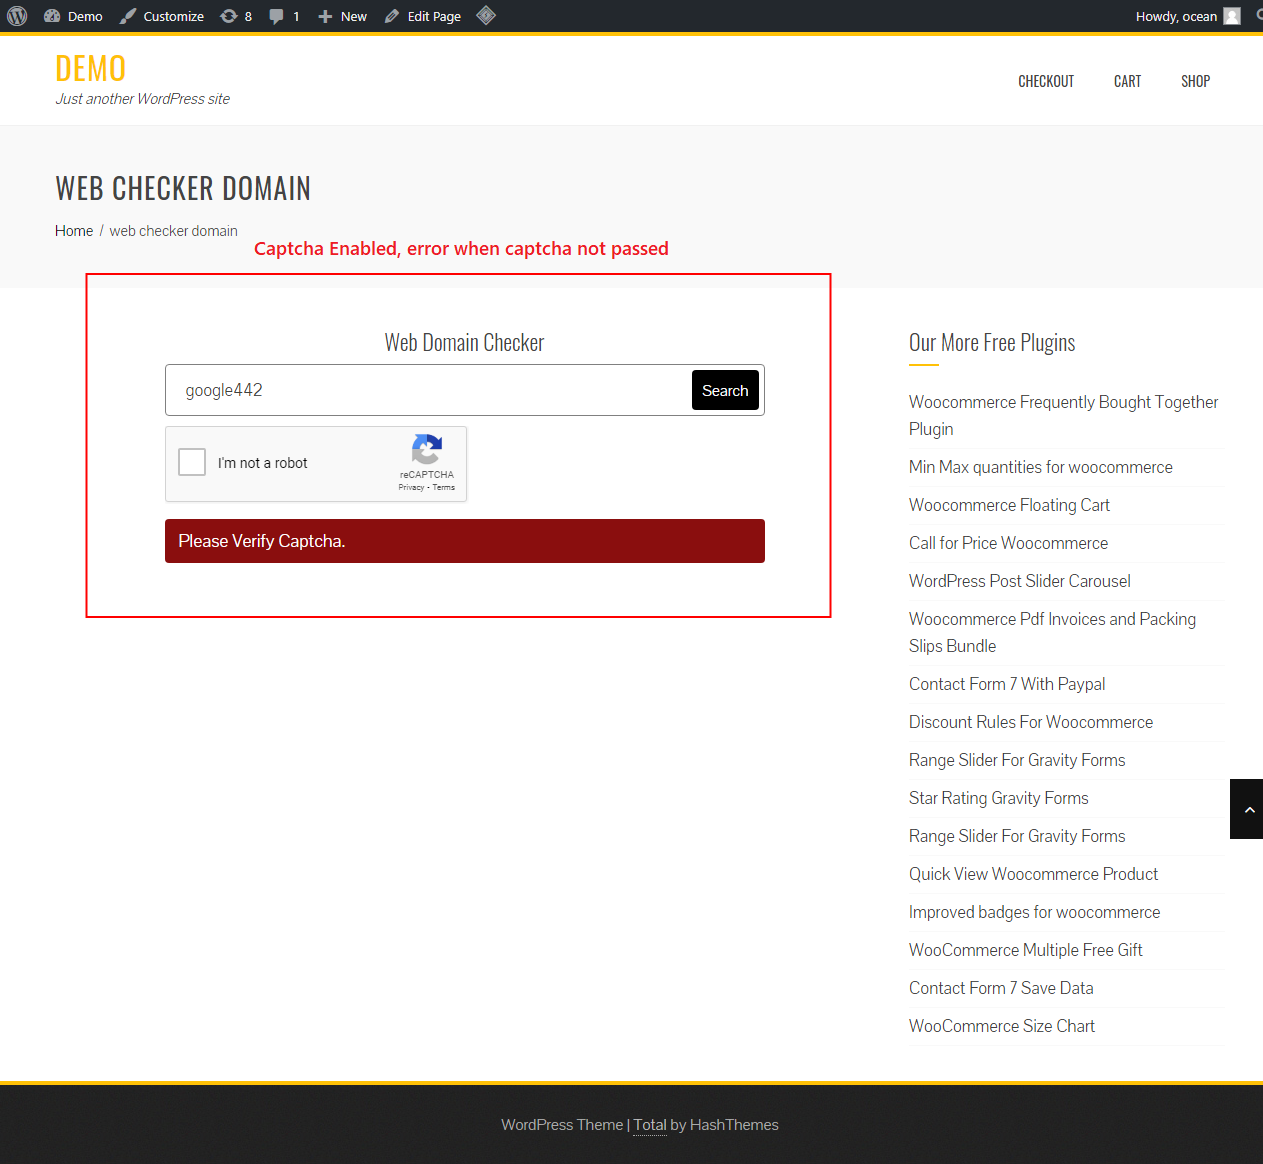 Demo Customize 8 1 New Edit Page Howdy, ocean
DEMO
Just another WordPress site
CHECKOUT CART SHOP
WEB CHECKER DOMAIN
Home / web checker domain
Captcha Enabled, error when captcha not passed
Web Domain Checker
google442 Search
I'm not a robot
reCAPTCHA
Privacy - Terms
Please Verify Captcha.
Our More Free Plugins
Woocommerce Frequently Bought Together
Plugin
Min Max quantities for woocommerce
Woocommerce Floating Cart
Call for Price Woocommerce
WordPress Post Slider Carousel
Woocommerce Pdf Invoices and Packing
Slips Bundle
Contact Form 7 With Paypal
Discount Rules For Woocommerce
Range Slider For Gravity Forms
Star Rating Gravity Forms
Range Slider For Gravity Forms
Quick View Woocommerce Product
Improved badges for woocommerce
WooCommerce Multiple Free Gift
Contact Form 7 Save Data
WooCommerce Size Chart
WordPress Theme | Total by HashThemes